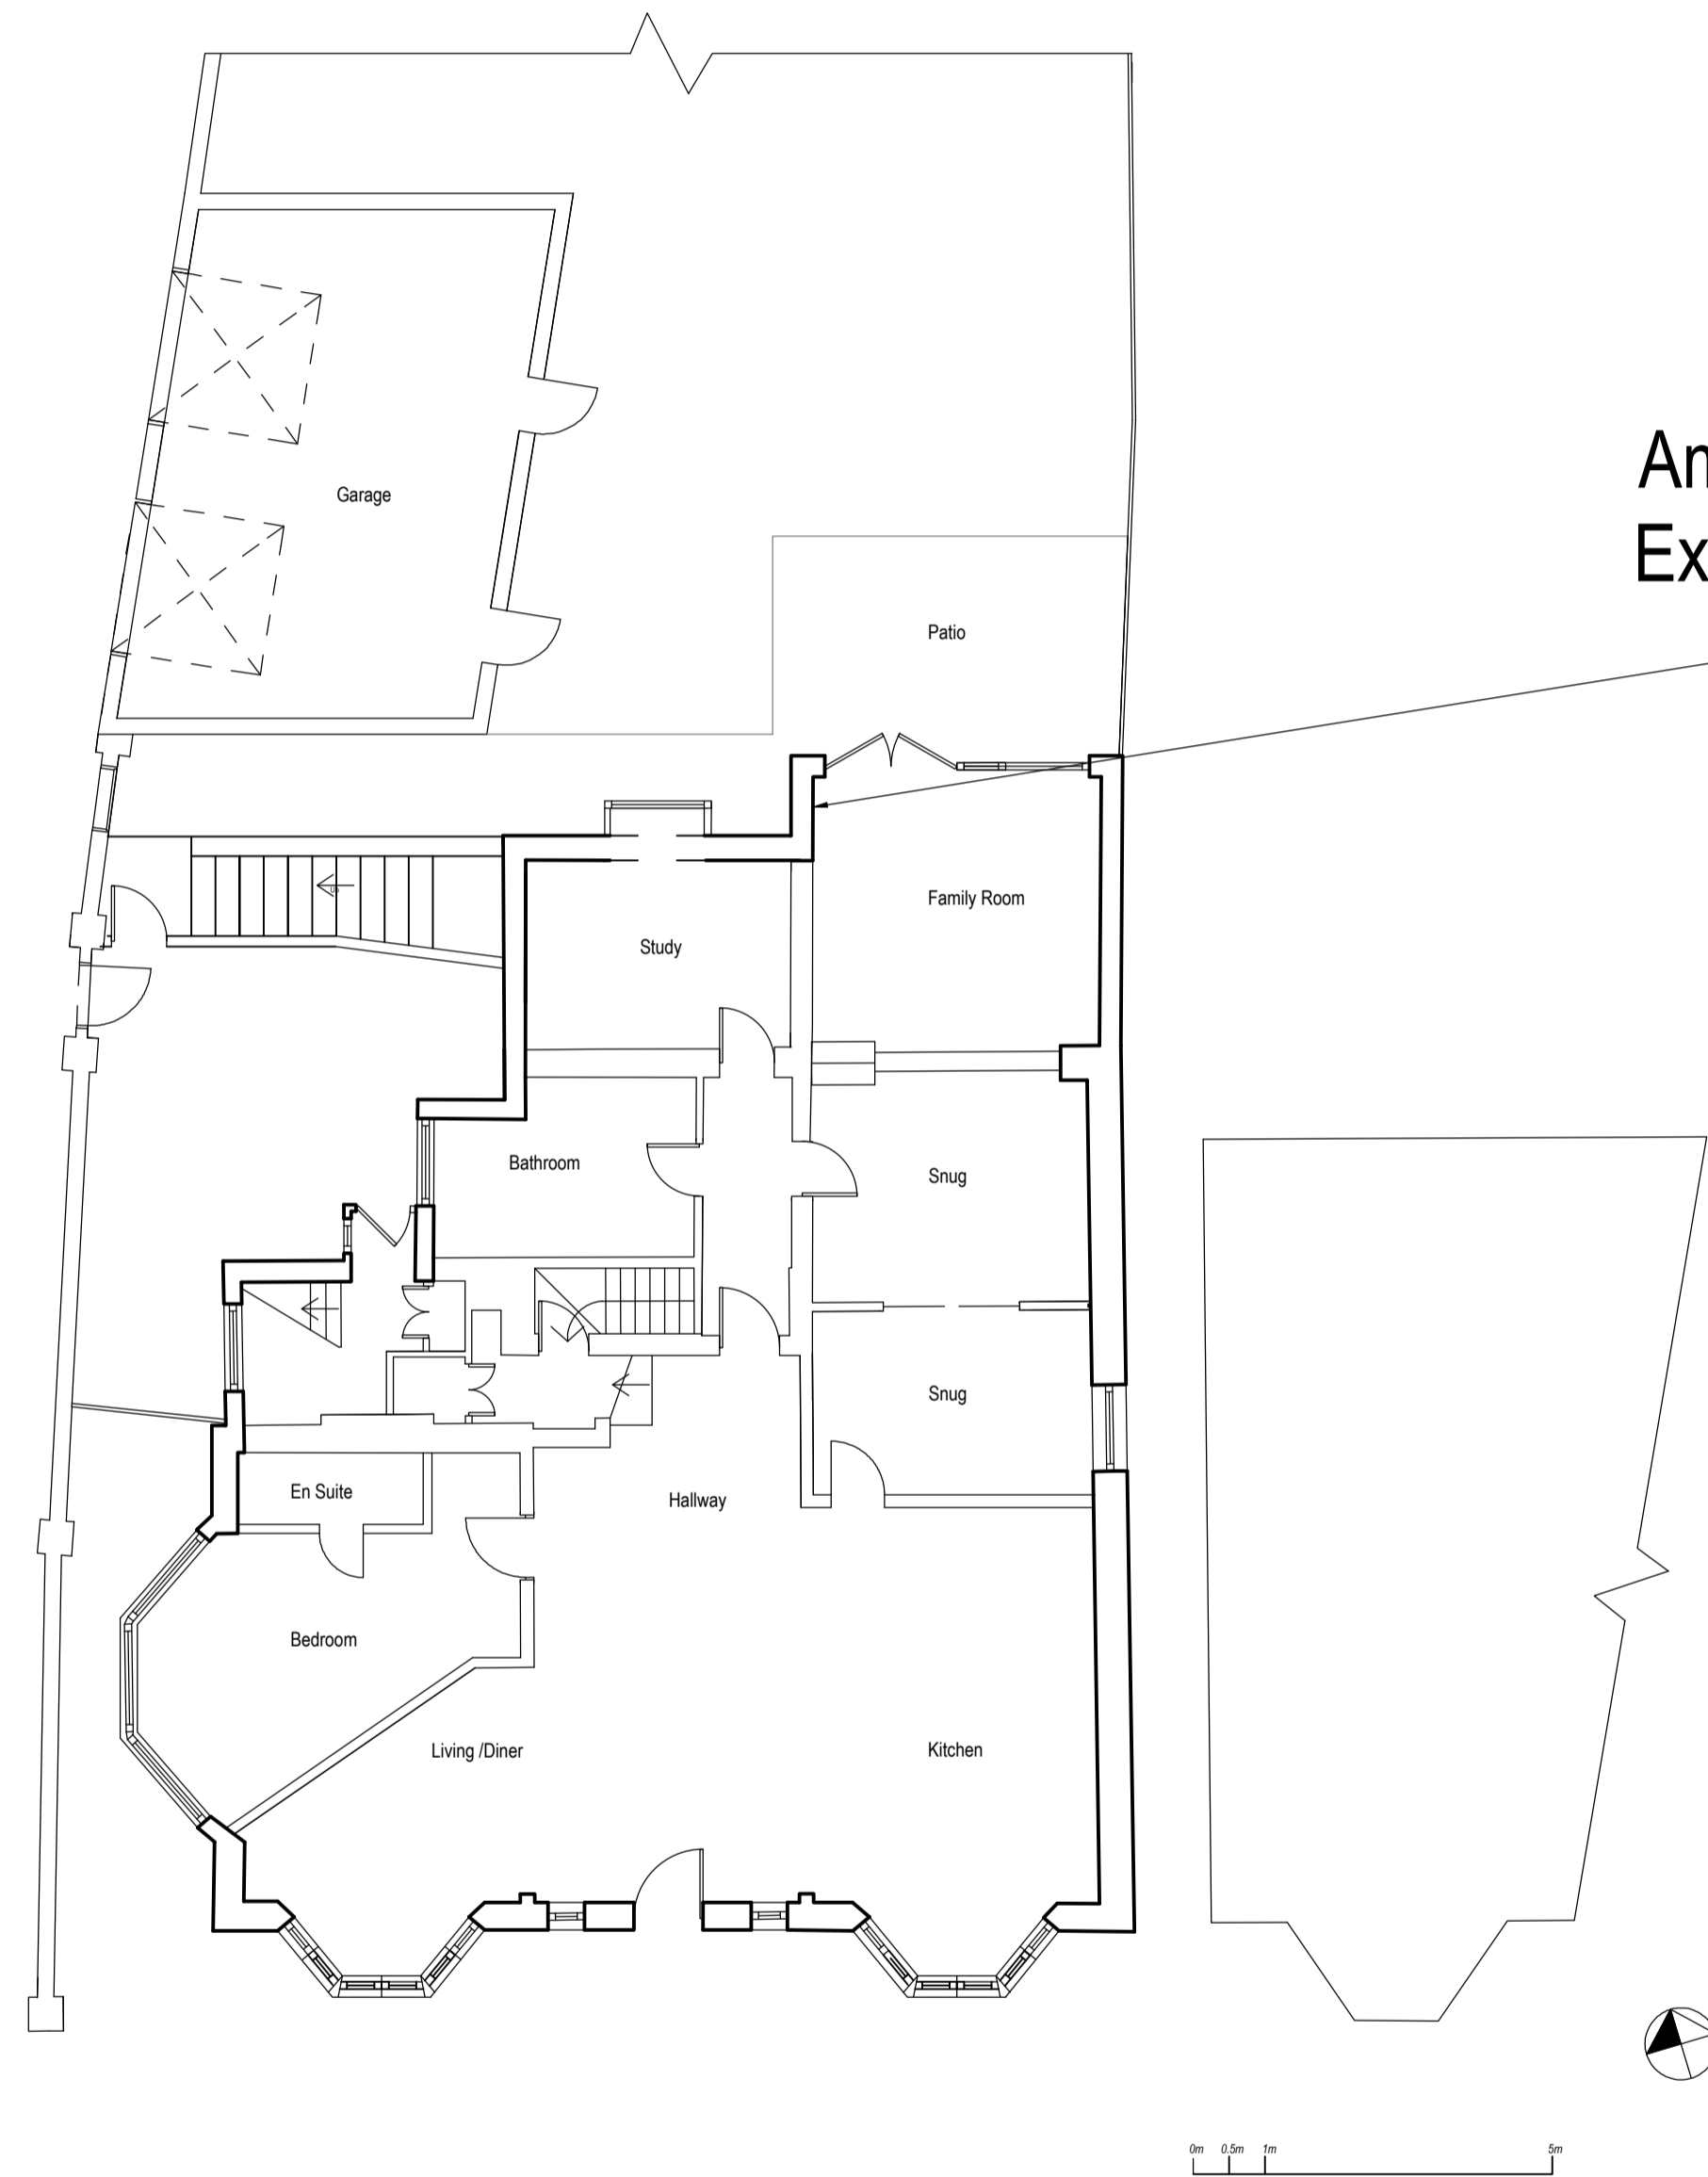 Garage
An
Ex
Patio
Family Room
Study
Bathroom
Snug
Snug
En Suite
Hallway
Bedroom
Living /Diner
Kitchen
0m 0.5m 1m 5m